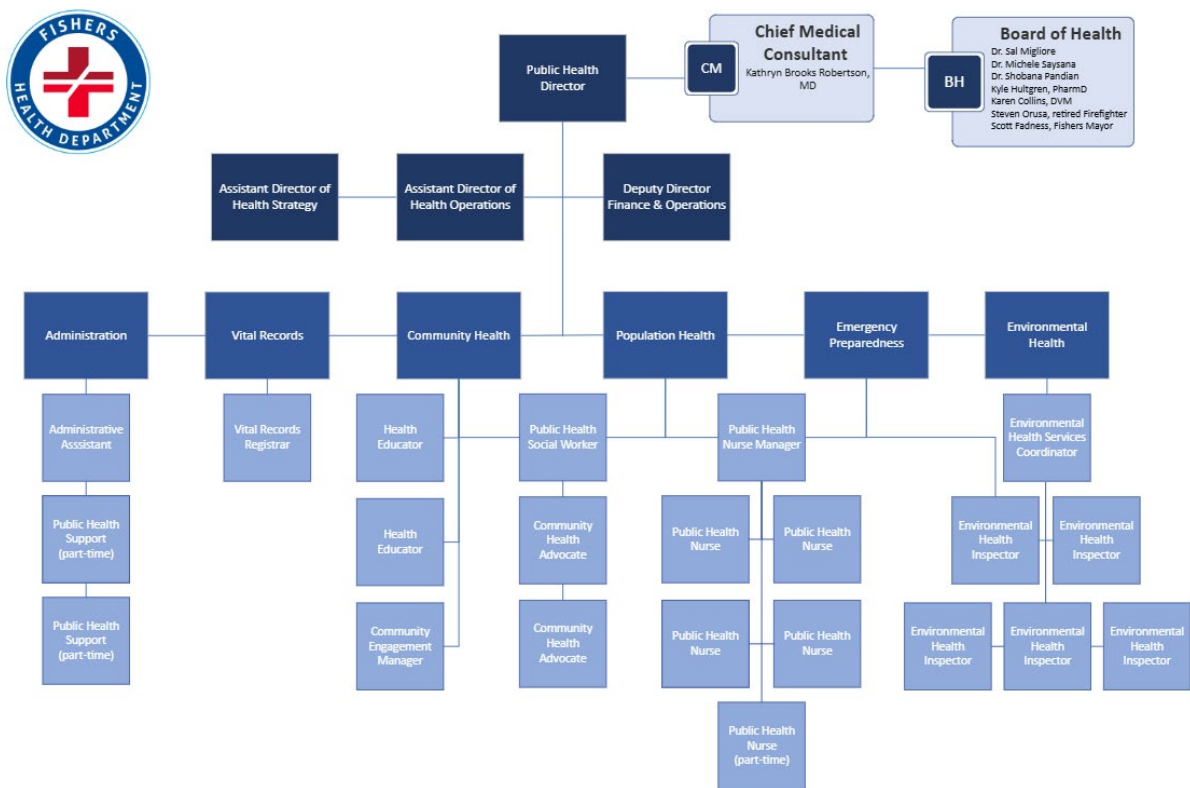 FISHERS
HEALTH DEPARTMENT
Public Health
Director
CM
Chief Medical
Consultant
Kathryn Brooks Robertson,
MD
BH
Board of Health
Dr. Sal Migliore
Dr. Michele Saysana
Dr. Shobana Pandian
Kyle Hultgren, PharmD
Karen Collins, DVM
Steven Orusa, retired Firefighter
Scott Fadness, Fishers Mayor
Assistant Director of
Health Strategy
Assistant Director of
Health Operations
Deputy Director
Finance & Operations
Administration
Vital Records
Community Health
Population Health
Emergency
Preparedness
Environmental
Health
Administrative
Asssistant
Vital Records
Registrar
Health
Educator
Public Health
Social Worker
Public Health
Nurse Manager
Environmental
Health Services
Coordinator
Public Health
Support
(part-time)
Health
Educator
Community
Health
Advocate
Public Health
Nurse
Public Health
Nurse
Environmental
Health
Inspector
Environmental
Health
Inspector
Public Health
Support
(part-time)
Community
Engagement
Manager
Community
Health
Advocate
Public Health
Nurse
Public Health
Nurse
Environmental
Health
Inspector
Environmental
Health
Inspector
Environmental
Health
Inspector
Public Health
Nurse
(part-time)